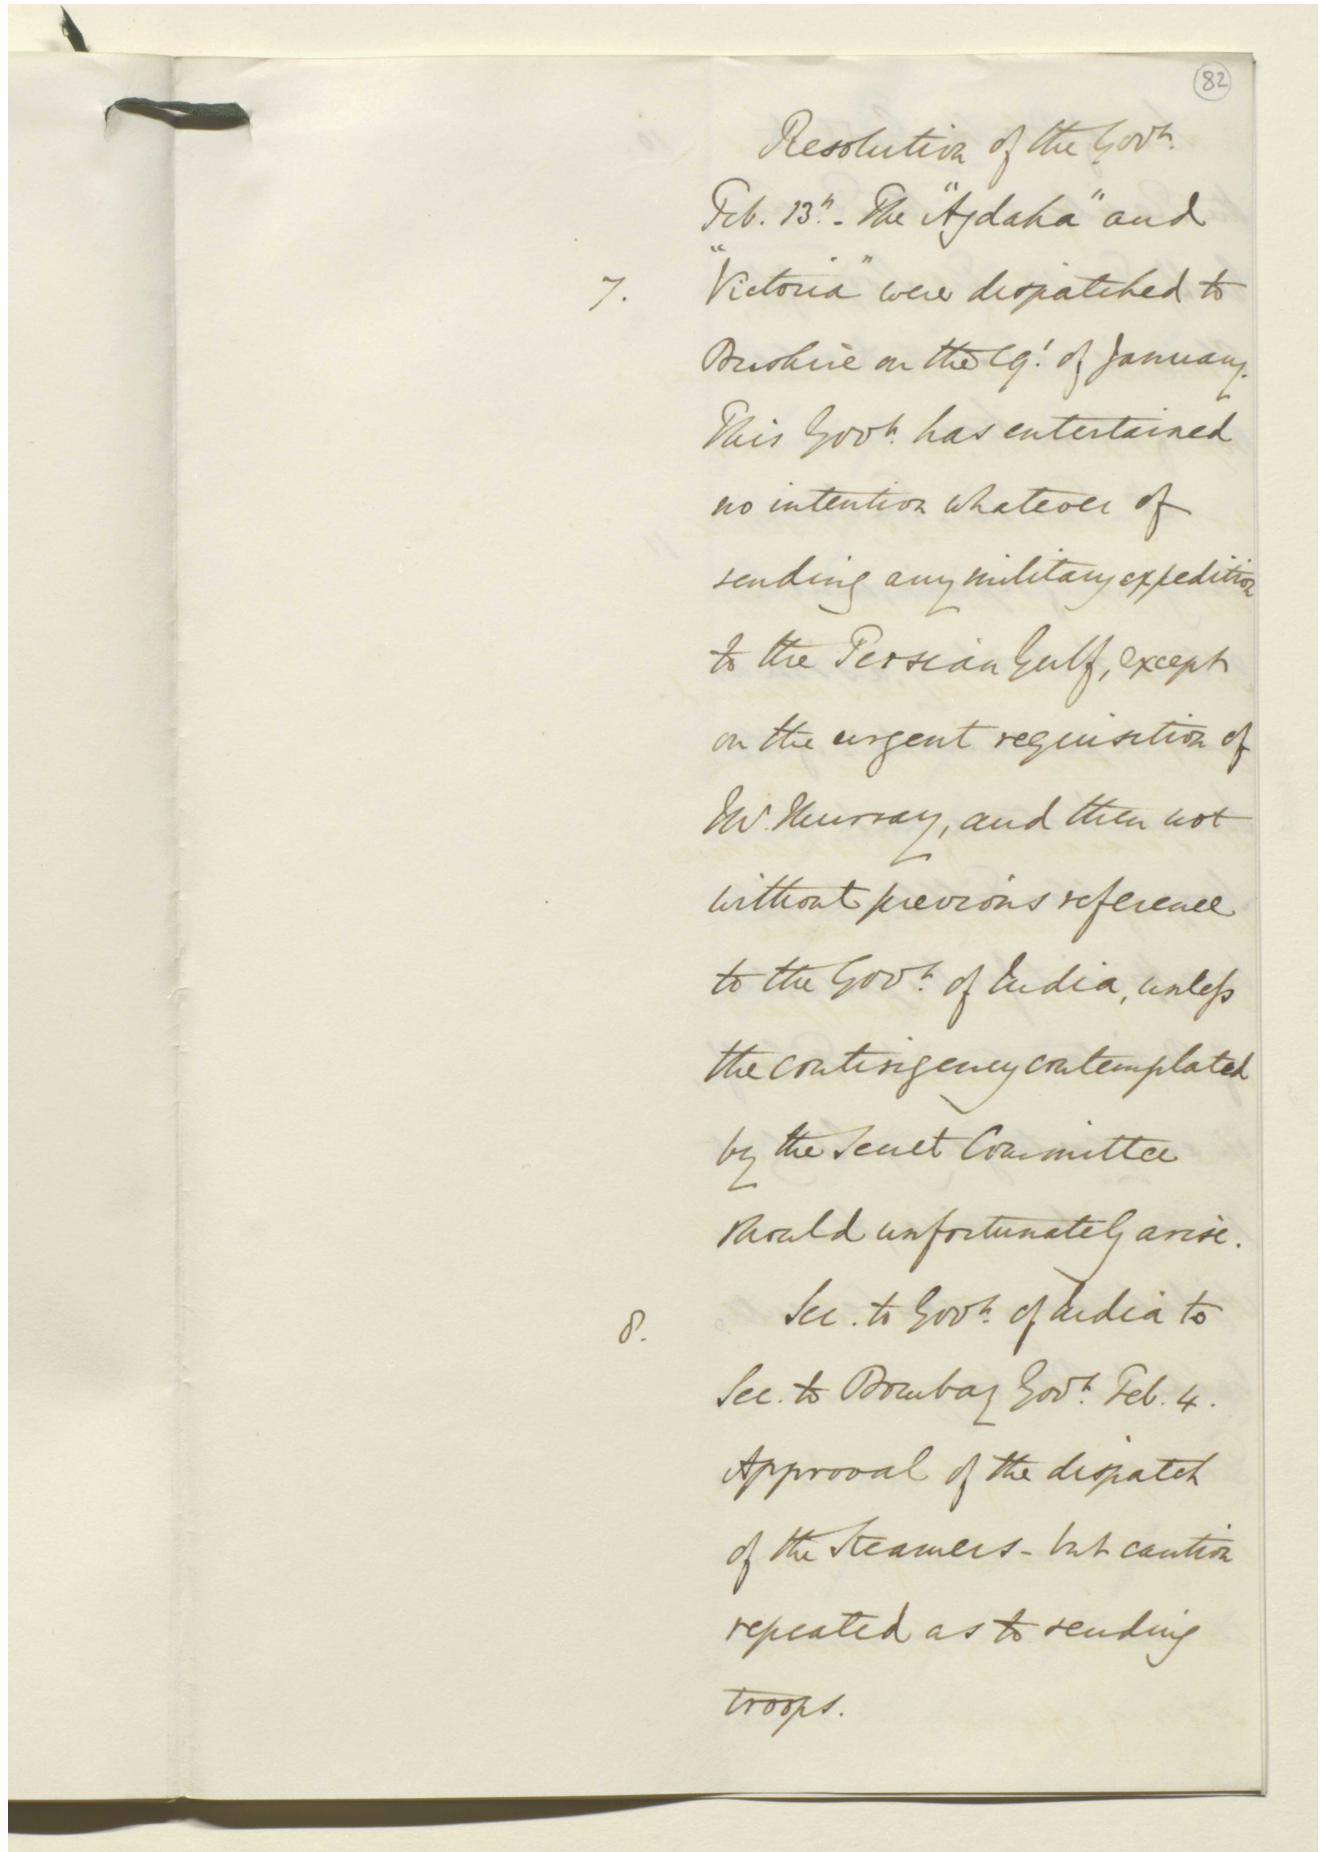 82
Resolution of the Govt.
Feb. 13th. - The "Ajdaha" and
7. "Victoria" were dispatched to
Bushire on the 19t. of January.
This Govt. has entertained
no intention whatever of
sending any military expedition
to the Persian Gulf, except
on the urgent requisition of
Mr. Murray, and then not
without previous reference
to the Govt. of India, unless
the contingency contemplated
by the Secret Committee
should unfortunately arise.
8. Sec. to Govt. of India to
Sec. to Bombay Govt. Feb. 4.
Approval of the dispatch
of the Steamers - but caution
repeated as to sending
troops.